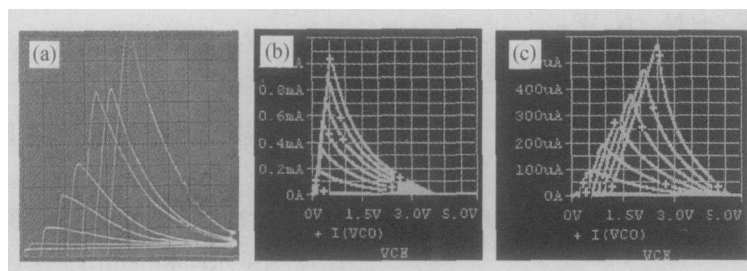 (a)
(b)
0.8mA
0.6mA
0.4mA
0.2mA
0A
0V 1.5V 3.0V 5.0V
+ I(VCO)
VCE
(c)
400uA
300uA
200uA
100uA
0A
0V 1.5V 3.0V 5.0V
+ I(VCO)
VCE